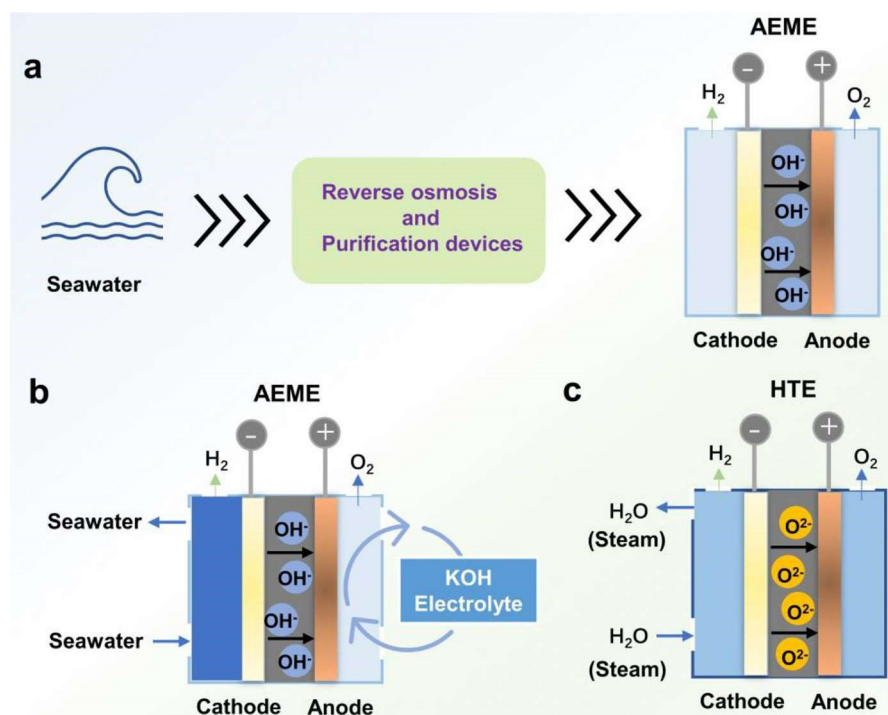 a
Seawater
Reverse osmosis
and
Purification devices
AEME
-
+
H₂
O₂
OH⁻
OH⁻
OH⁻
OH⁻
Cathode
Anode
b
AEME
-
+
H₂
O₂
Seawater
Seawater
OH⁻
OH⁻
OH⁻
OH⁻
KOH
Electrolyte
Cathode
Anode
c
HTE
-
+
H₂
O₂
H₂O
(Steam)
H₂O
(Steam)
O²⁻
O²⁻
O²⁻
O²⁻
Cathode
Anode